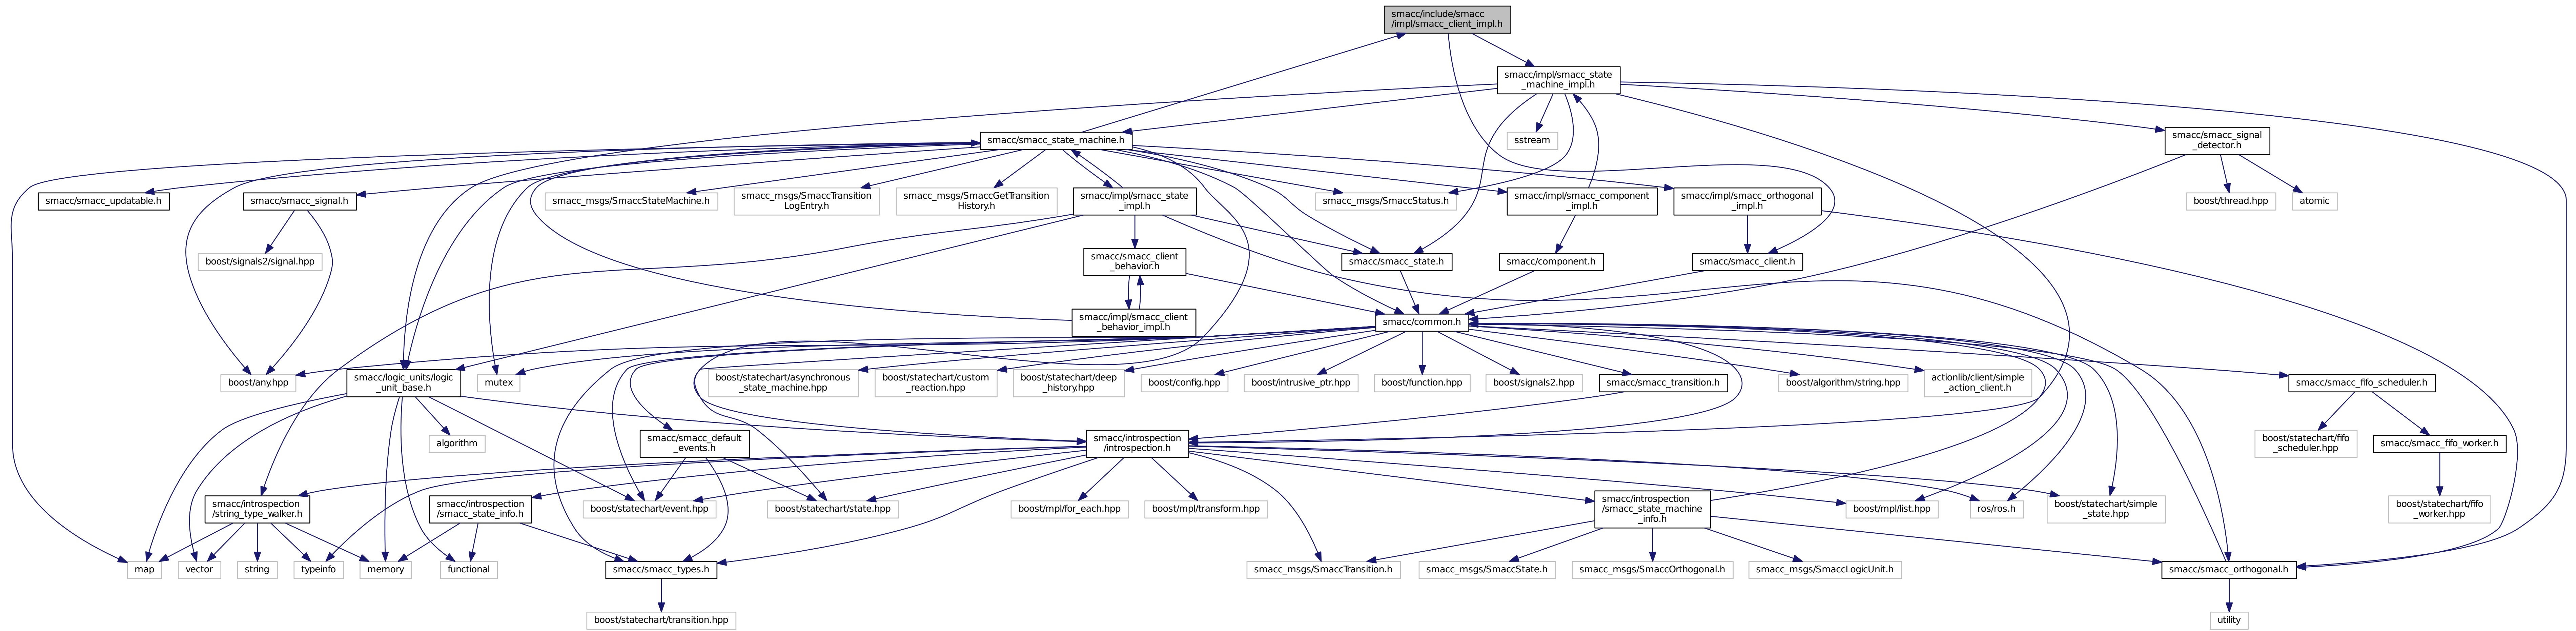 smacc/include/smacc
/impl/smacc_client_impl.h
smacc/impl/smacc_state
_machine_impl.h
smacc/smacc_state_machine.h
sstream
smacc/smacc_signal
_detector.h
smacc/smacc_updatable.h
smacc/smacc_signal.h
smacc_msgs/SmaccStateMachine.h
smacc_msgs/SmaccTransition
LogEntry.h
smacc_msgs/SmaccGetTransition
History.h
smacc/impl/smacc_state
_impl.h
smacc_msgs/SmaccStatus.h
smacc/impl/smacc_component
_impl.h
smacc/impl/smacc_orthogonal
_impl.h
boost/thread.hpp
atomic
boost/signals2/signal.hpp
smacc/smacc_client
_behavior.h
smacc/smacc_state.h
smacc/component.h
smacc/smacc_client.h
smacc/impl/smacc_client
_behavior_impl.h
smacc/common.h
boost/any.hpp
smacc/logic_units/logic
_unit_base.h
mutex
boost/statechart/asynchronous
_state_machine.hpp
boost/statechart/custom
_reaction.hpp
boost/statechart/deep
_history.hpp
boost/config.hpp
boost/intrusive_ptr.hpp
boost/function.hpp
boost/signals2.hpp
smacc/smacc_transition.h
boost/algorithm/string.hpp
actionlib/client/simple
_action_client.h
smacc/smacc_fifo_scheduler.h
algorithm
smacc/smacc_default
_events.h
smacc/introspection
/introspection.h
boost/statechart/fifo
_scheduler.hpp
smacc/smacc_fifo_worker.h
smacc/introspection
/string_type_walker.h
smacc/introspection
/smacc_state_info.h
boost/statechart/event.hpp
boost/statechart/state.hpp
boost/mpl/for_each.hpp
boost/mpl/transform.hpp
smacc/introspection
/smacc_state_machine
_info.h
boost/mpl/list.hpp
ros/ros.h
boost/statechart/simple
_state.hpp
boost/statechart/fifo
_worker.hpp
map
vector
string
typeinfo
memory
functional
smacc/smacc_types.h
smacc_msgs/SmaccTransition.h
smacc_msgs/SmaccState.h
smacc_msgs/SmaccOrthogonal.h
smacc_msgs/SmaccLogicUnit.h
smacc/smacc_orthogonal.h
boost/statechart/transition.hpp
utility